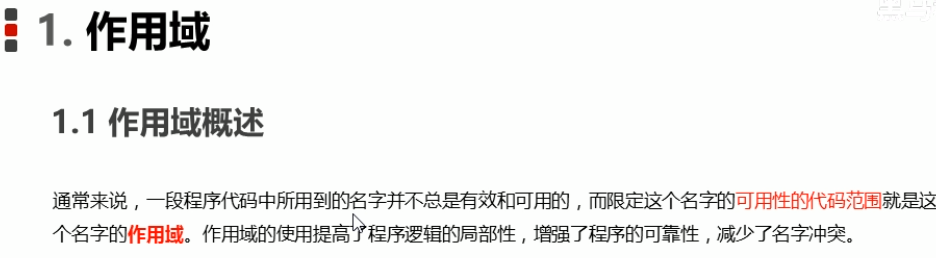 1. 作用域
1.1 作用域概述
通常来说，一段程序代码中所用到的名字并不总是有效和可用的，而限定这个名字的可用性的代码范围就是这
个名字的作用域。作用域的使用提高了程序逻辑的局部性，增强了程序的可靠性，减少了名字冲突。